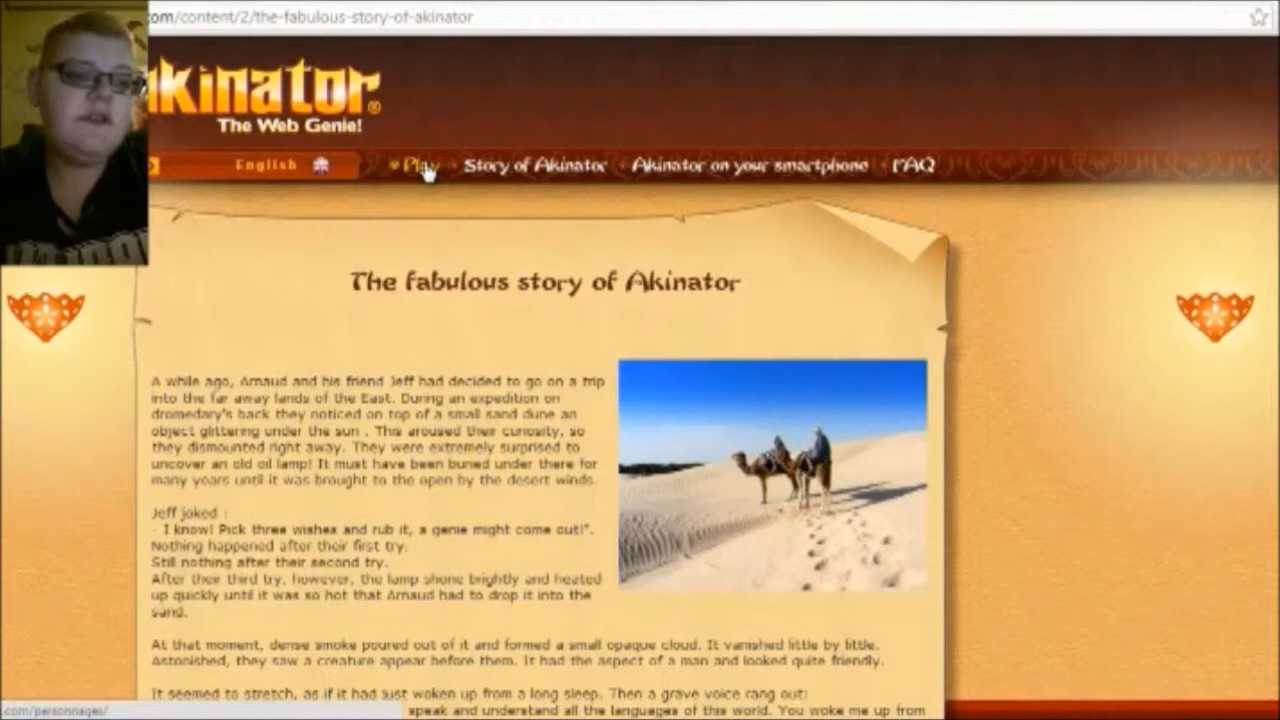 om/content/2/the-fabulous-story-of-akinator
kinator®
The Web Genie!
English
Play
Story of Akinator
Akinator on your smartphone
FAQ
The fabulous story of Akinator
A while ago, Arnaud and his friend Jeff had decided to go on a trip
into the far away lands of the East. During an expedition on
dromedary's back they noticed on top of a small sand dune an
object glittering under the sun . This aroused their curiosity, so
they dismounted right away. They were extremely surprised to
uncover an old oil lamp! It must have been buried under there for
many years until it was brought to the open by the desert winds.
Jeff joked :
- I know! Pick three wishes and rub it, a genie might come out!".
Nothing happened after their first try.
Still nothing after their second try.
After their third try, however, the lamp shone brightly and heated
up quickly until it was so hot that Arnaud had to drop it into the
sand.
At that moment, dense smoke poured out of it and formed a small opaque cloud. It vanished little by little.
Astonished, they saw a creature appear before them. It had the aspect of a man and looked quite friendly.
It seemed to stretch, as if it had just woken up from a long sleep. Then a grave voice rang out:
speak and understand all the languages of this world. You woke me up from
.com/personnages/